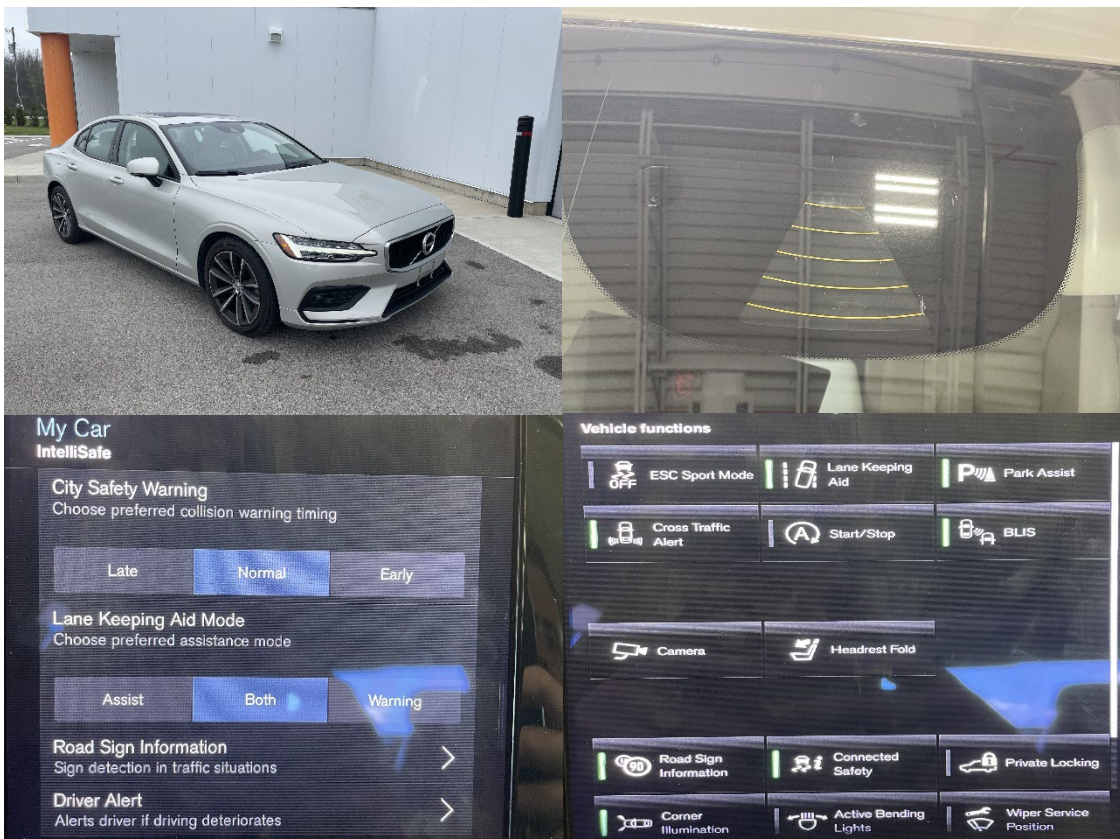 My Car
IntelliSafe
City Safety Warning
Choose preferred collision warning timing
Late
Normal
Early
Lane Keeping Aid Mode
Choose preferred assistance mode
Assist
Both
Warning
Road Sign Information
Sign detection in traffic situations
Driver Alert
Alerts driver if driving deteriorates
Vehicle functions
OFF
ESC Sport Mode
Lane Keeping
Aid
P
Park Assist
Cross Traffic
Alert
A
Start/Stop
BLIS
Camera
Headrest Fold
90
Road Sign
Information
Connected
Safety
Private Locking
Corner
Illumination
Active Bending
Lights
Wiper Service
Position